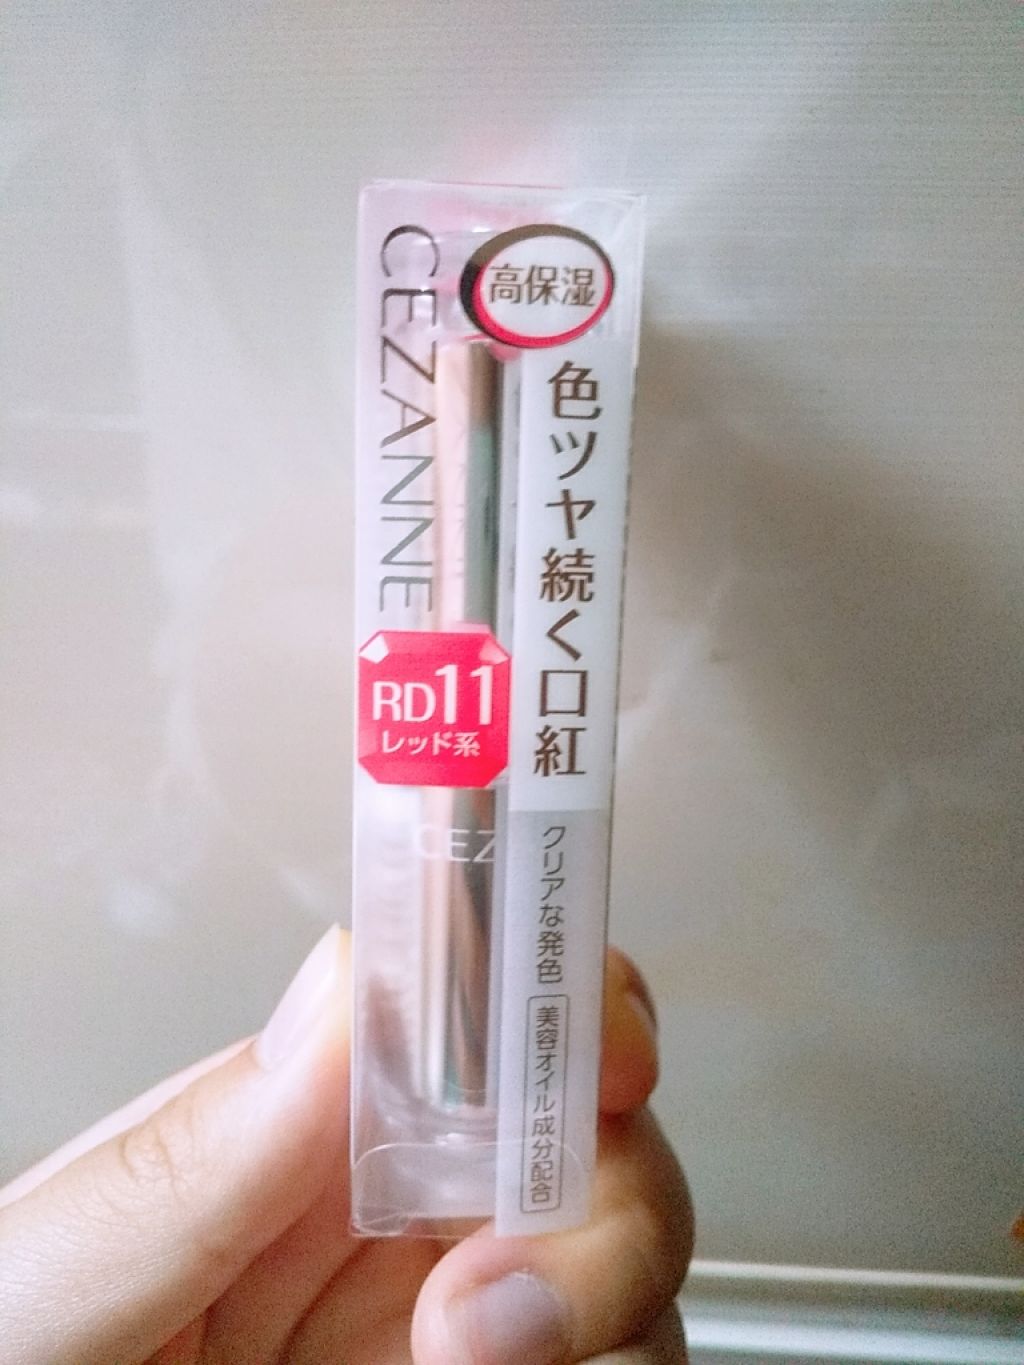 CEZANNE
高保湿
色ツヤ続く口紅
RD11
レッド系
クリアな発色
美容オイル成分配合
CEZ